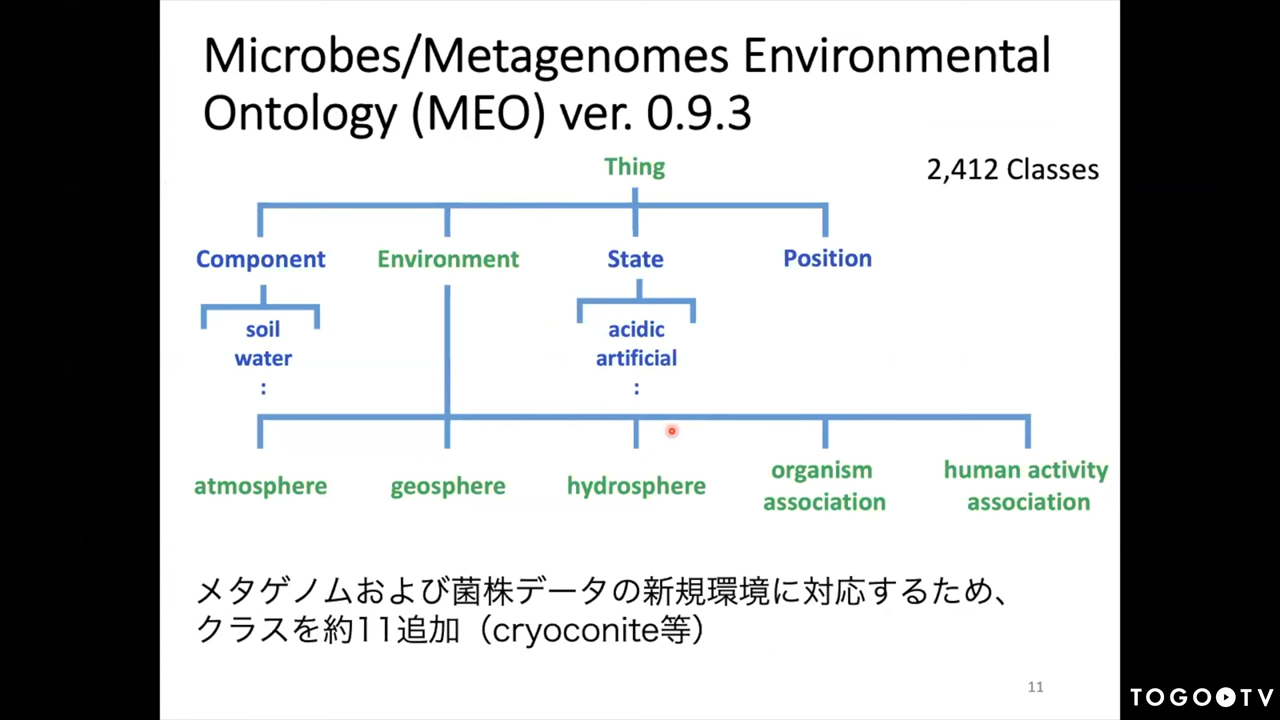 Microbes/Metagenomes Environmental
Ontology (MEO) ver. 0.9.3
Thing
2,412 Classes
Component
Environment
State
Position
soil
water
:
acidic
artificial
:
atmosphere
geosphere
hydrosphere
organism
association
human activity
association
メタゲノムおよび菌株データの新規環境に対応するため、
クラスを約11追加（cryoconite等）
11
TOGO TV